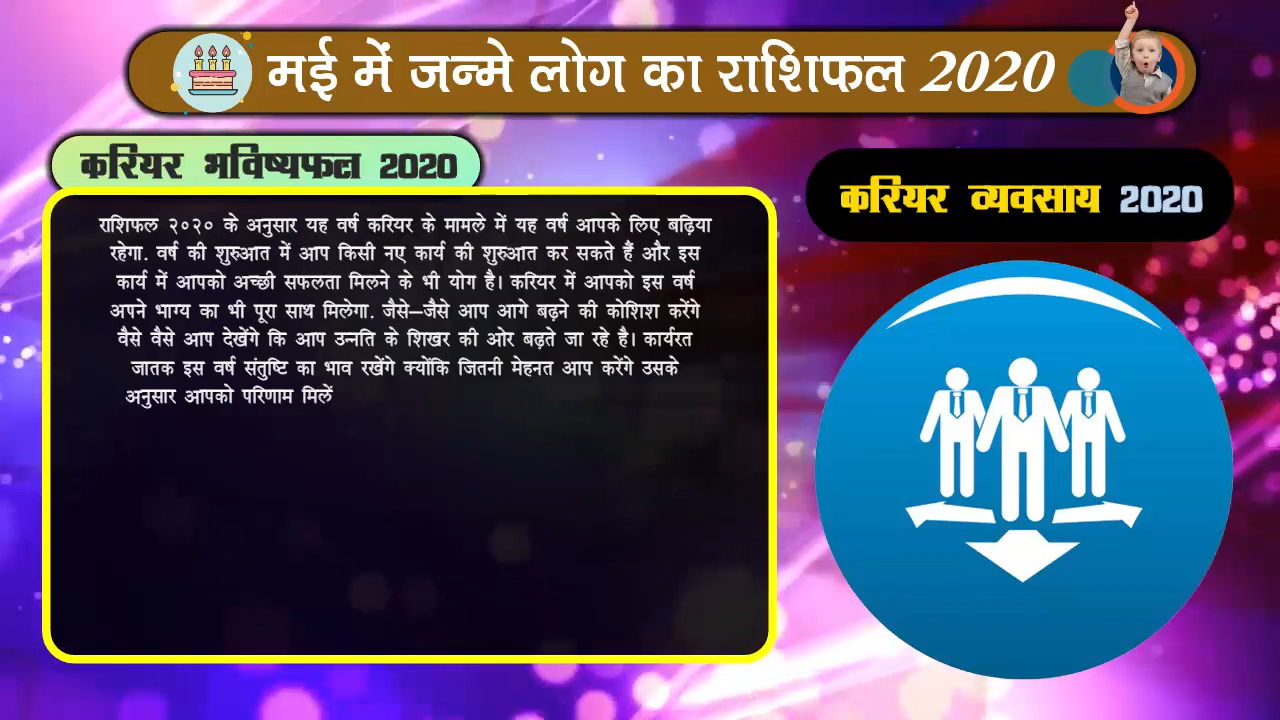 मई में जन्मे लोग का राशिफल 2020
करियर भविष्यफल 2020
करियर व्यवसाय 2020
राशिफल २०२० के अनुसार यह वर्ष करियर के मामले में यह वर्ष आपके लिए बढ़िया
रहेगा. वर्ष की शुरुआत में आप किसी नए कार्य की शुरुआत कर सकते हैं और इस
कार्य में आपको अच्छी सफलता मिलने के भी योग है। करियर में आपको इस वर्ष
अपने भाग्य का भी पूरा साथ मिलेगा. जैसे–जैसे आप आगे बढ़ने की कोशिश करेंगे
वैसे वैसे आप देखेंगे कि आप उन्नति के शिखर की ओर बढ़ते जा रहे है। कार्यरत
जातक इस वर्ष संतुष्टि का भाव रखेंगे क्योंकि जितनी मेहनत आप करेंगे उसके
अनुसार आपको परिणाम मिलें